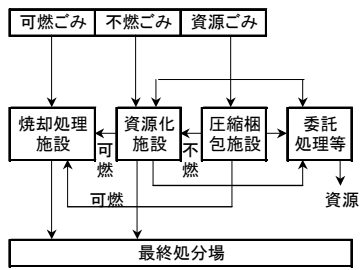 可燃ごみ 不燃ごみ 資源ごみ
焼却処理
施設
資源化
施設
圧縮梱
包施設
委託
処理等
可
燃
不
燃
可燃
資源
最終処分場